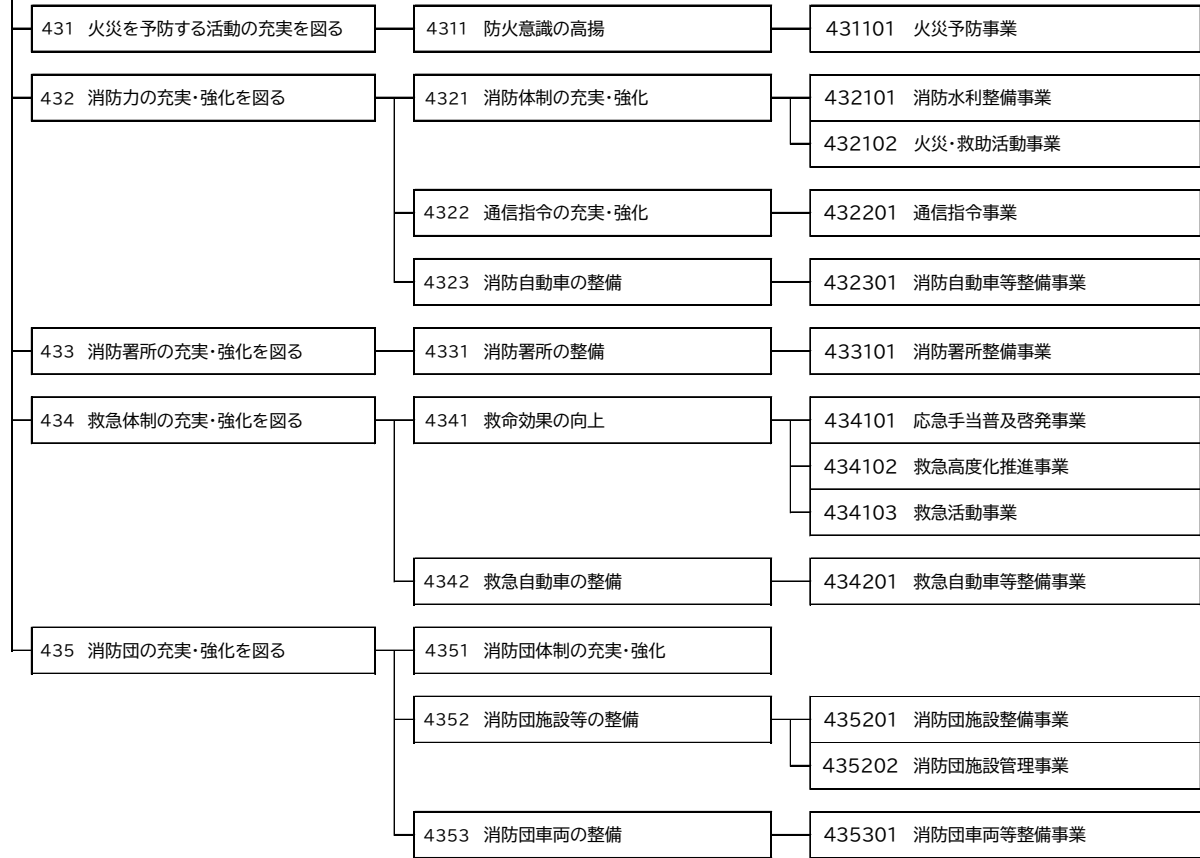 431 火災を予防する活動の充実を図る 4311 防火意識の高揚 431101 火災予防事業
432 消防力の充実・強化を図る 4321 消防体制の充実・強化 432101 消防水利整備事業
432102 火災・救助活動事業
4322 通信指令の充実・強化 432201 通信指令事業
4323 消防自動車の整備 432301 消防自動車等整備事業
433 消防署所の充実・強化を図る 4331 消防署所の整備 433101 消防署所整備事業
434 救急体制の充実・強化を図る 4341 救命効果の向上 434101 応急手当普及啓発事業
434102 救急高度化推進事業
434103 救急活動事業
4342 救急自動車の整備 434201 救急自動車等整備事業
435 消防団の充実・強化を図る 4351 消防団体制の充実・強化
4352 消防団施設等の整備 435201 消防団施設整備事業
435202 消防団施設管理事業
4353 消防団車両の整備 435301 消防団車両等整備事業